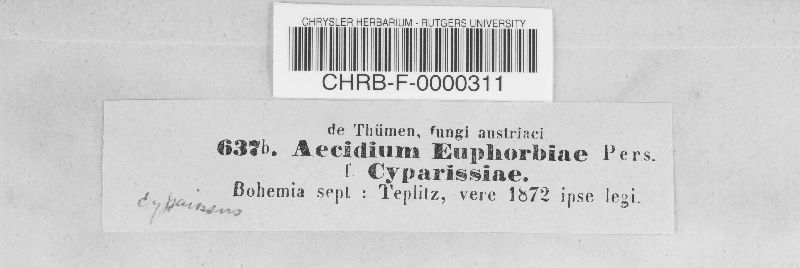 CHRYSLER HERBARIUM - RUTGERS UNIVERSITY
CHRB-F-0000311
de Thümen, fungi austriaci.
637b. Aecidium Euphorbiae Pers.
f. Cyparissiae.
Bohemia sept : Teplitz, vere 1872 ipse legi.